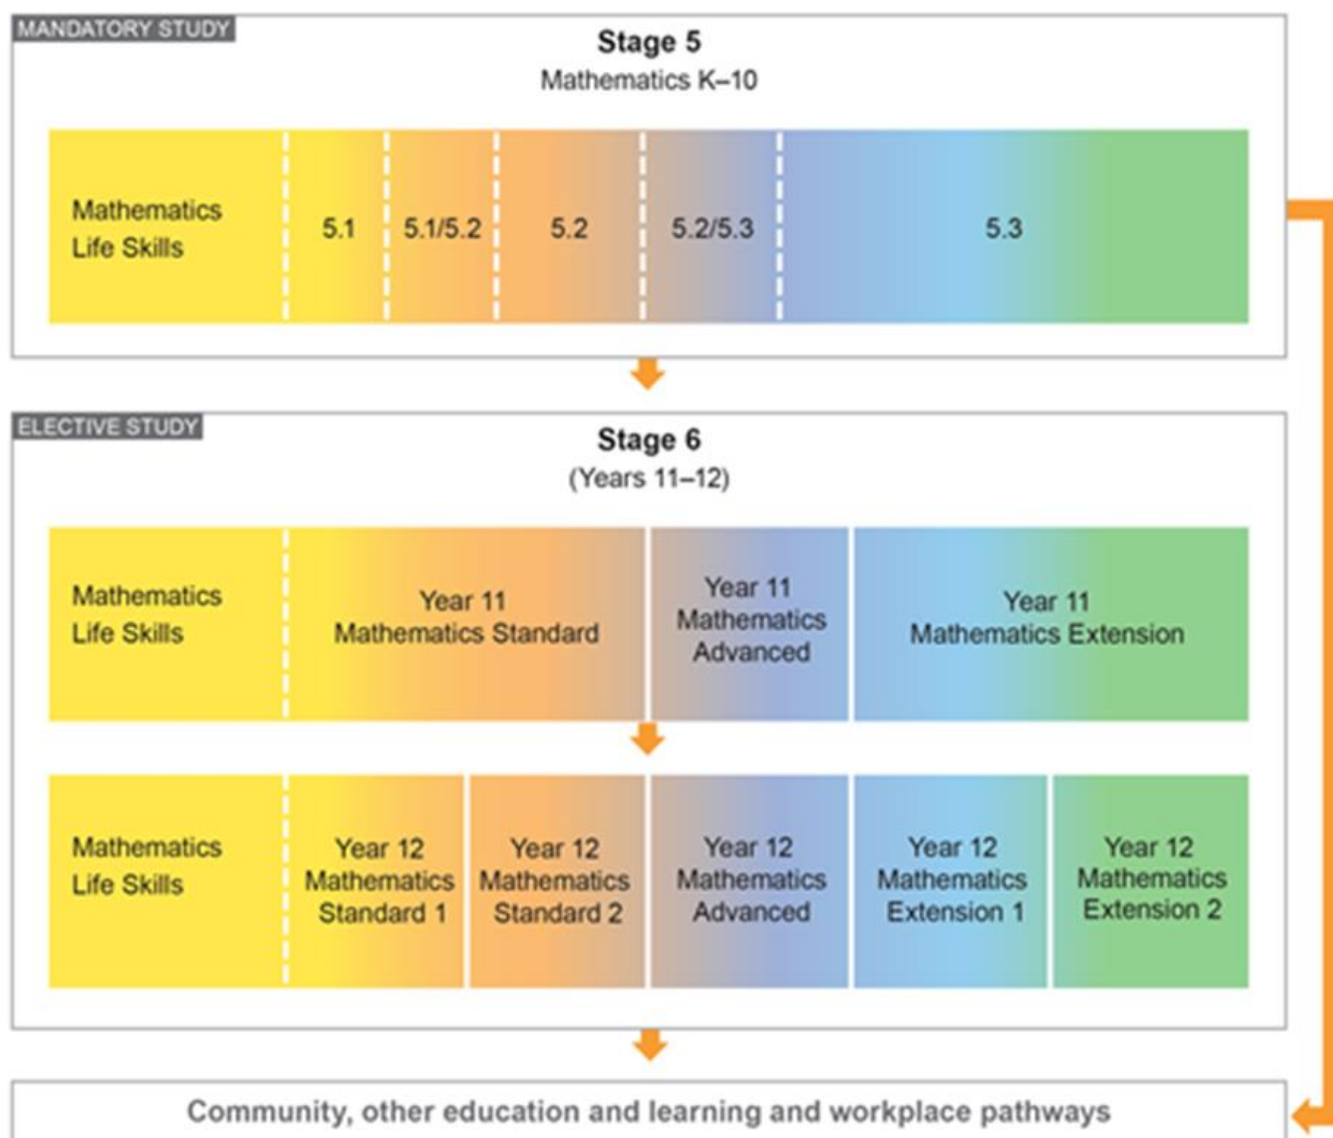 MANDATORY STUDY
Stage 5
Mathematics K–10
Mathematics
Life Skills
5.1
5.1/5.2
5.2
5.2/5.3
5.3
ELECTIVE STUDY
Stage 6
(Years 11–12)
Mathematics
Life Skills
Year 11
Mathematics Standard
Year 11
Mathematics
Advanced
Year 11
Mathematics Extension
Mathematics
Life Skills
Year 12
Mathematics
Standard 1
Year 12
Mathematics
Standard 2
Year 12
Mathematics
Advanced
Year 12
Mathematics
Extension 1
Year 12
Mathematics
Extension 2
Community, other education and learning and workplace pathways